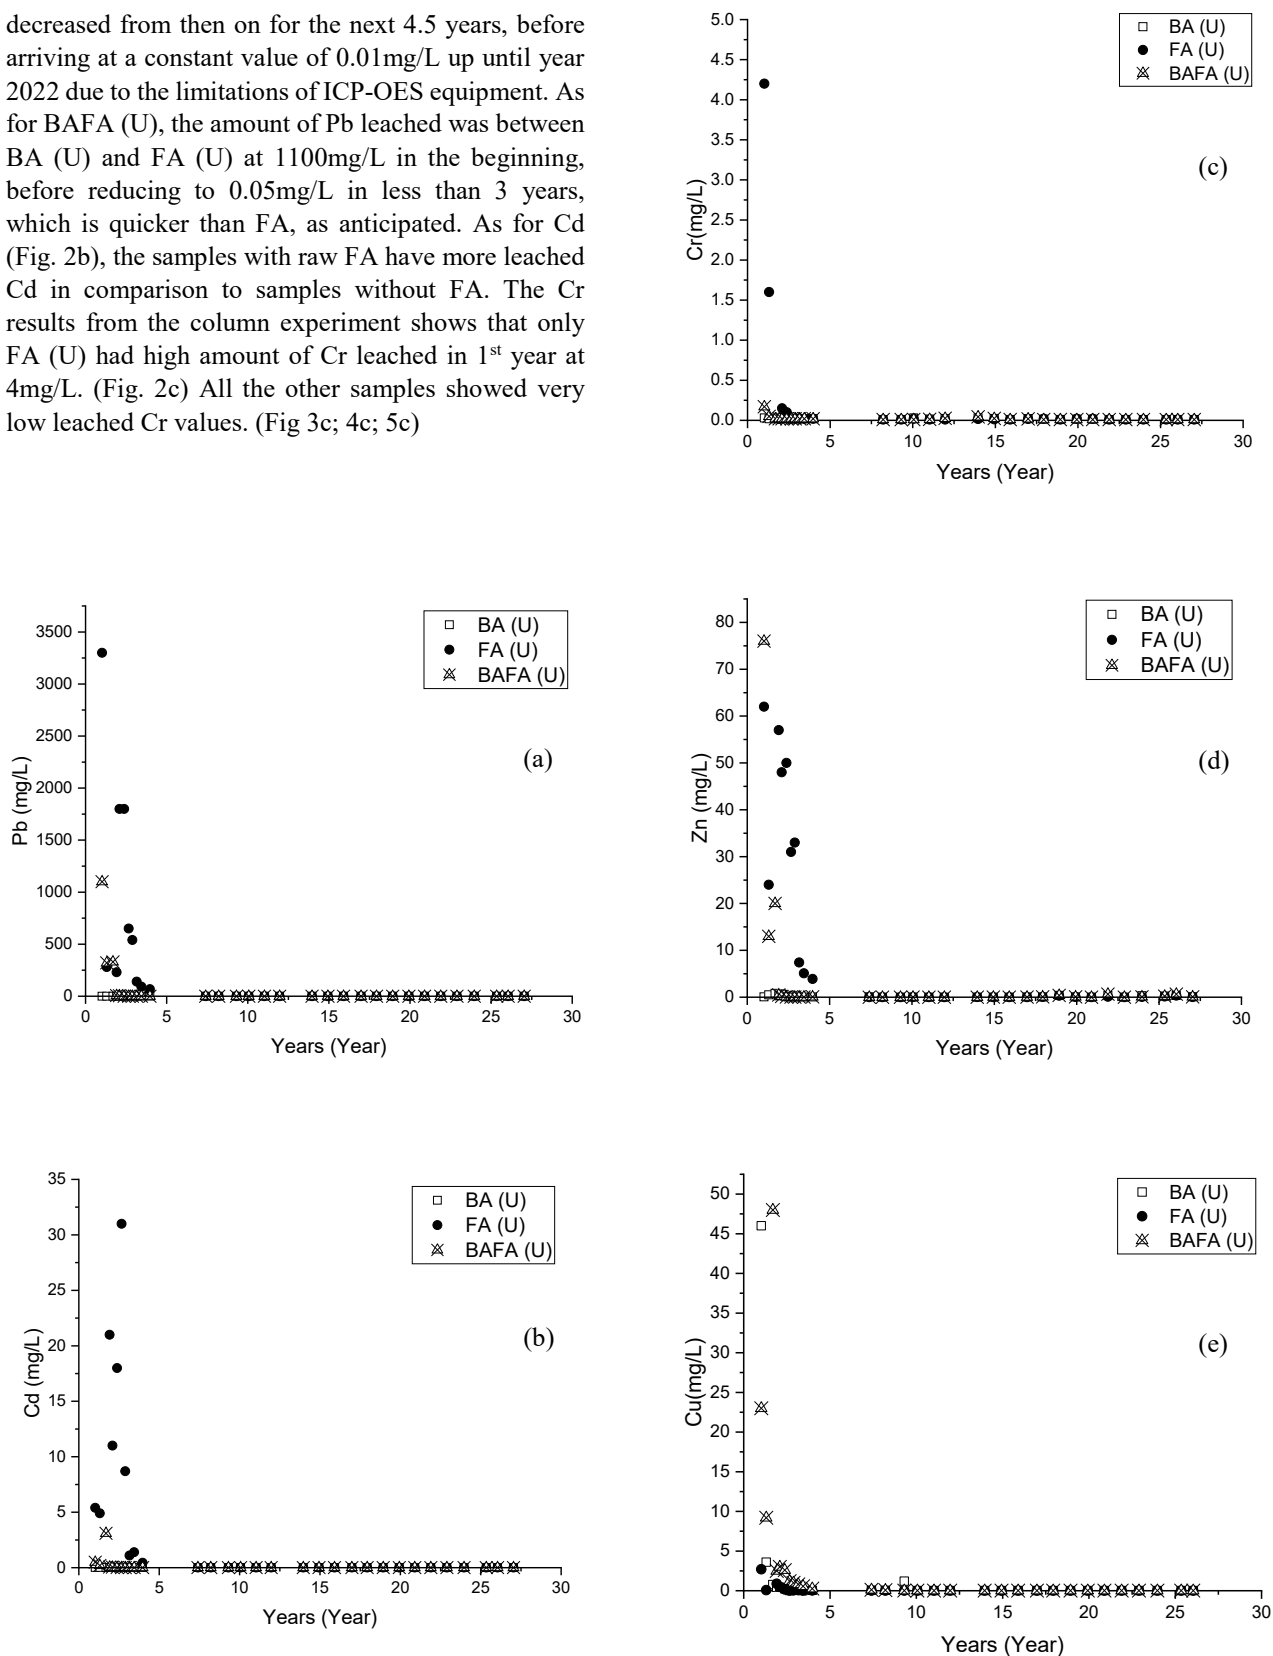 decreased from then on for the next 4.5 years, before
arriving at a constant value of 0.01mg/L up until year
2022 due to the limitations of ICP-OES equipment. As
for BAFA (U), the amount of Pb leached was between
BA (U) and FA (U) at 1100mg/L in the beginning,
before reducing to 0.05mg/L in less than 3 years,
which is quicker than FA, as anticipated. As for Cd
(Fig. 2b), the samples with raw FA have more leached
Cd in comparison to samples without FA. The Cr
results from the column experiment shows that only
FA (U) had high amount of Cr leached in 1st year at
4mg/L. (Fig. 2c) All the other samples showed very
low leached Cr values. (Fig 3c; 4c; 5c)
3500
3000
2500
2000
1500
1000
500
0
Pb (mg/L)
BA (U)
FA (U)
BAFA (U)
(a)
0 5 10 15 20 25 30
Years (Year)
35
30
25
20
15
10
5
0
Cd (mg/L)
BA (U)
FA (U)
BAFA (U)
(b)
0 5 10 15 20 25 30
Years (Year)
5.0
4.5
4.0
3.5
3.0
2.5
2.0
1.5
1.0
0.5
0.0
Cr(mg/L)
BA (U)
FA (U)
BAFA (U)
(c)
0 5 10 15 20 25 30
Years (Year)
80
70
60
50
40
30
20
10
0
Zn (mg/L)
BA (U)
FA (U)
BAFA (U)
(d)
0 5 10 15 20 25 30
Years (Year)
50
45
40
35
30
25
20
15
10
5
0
Cu(mg/L)
BA (U)
FA (U)
BAFA (U)
(e)
0 5 10 15 20 25 30
Years (Year)